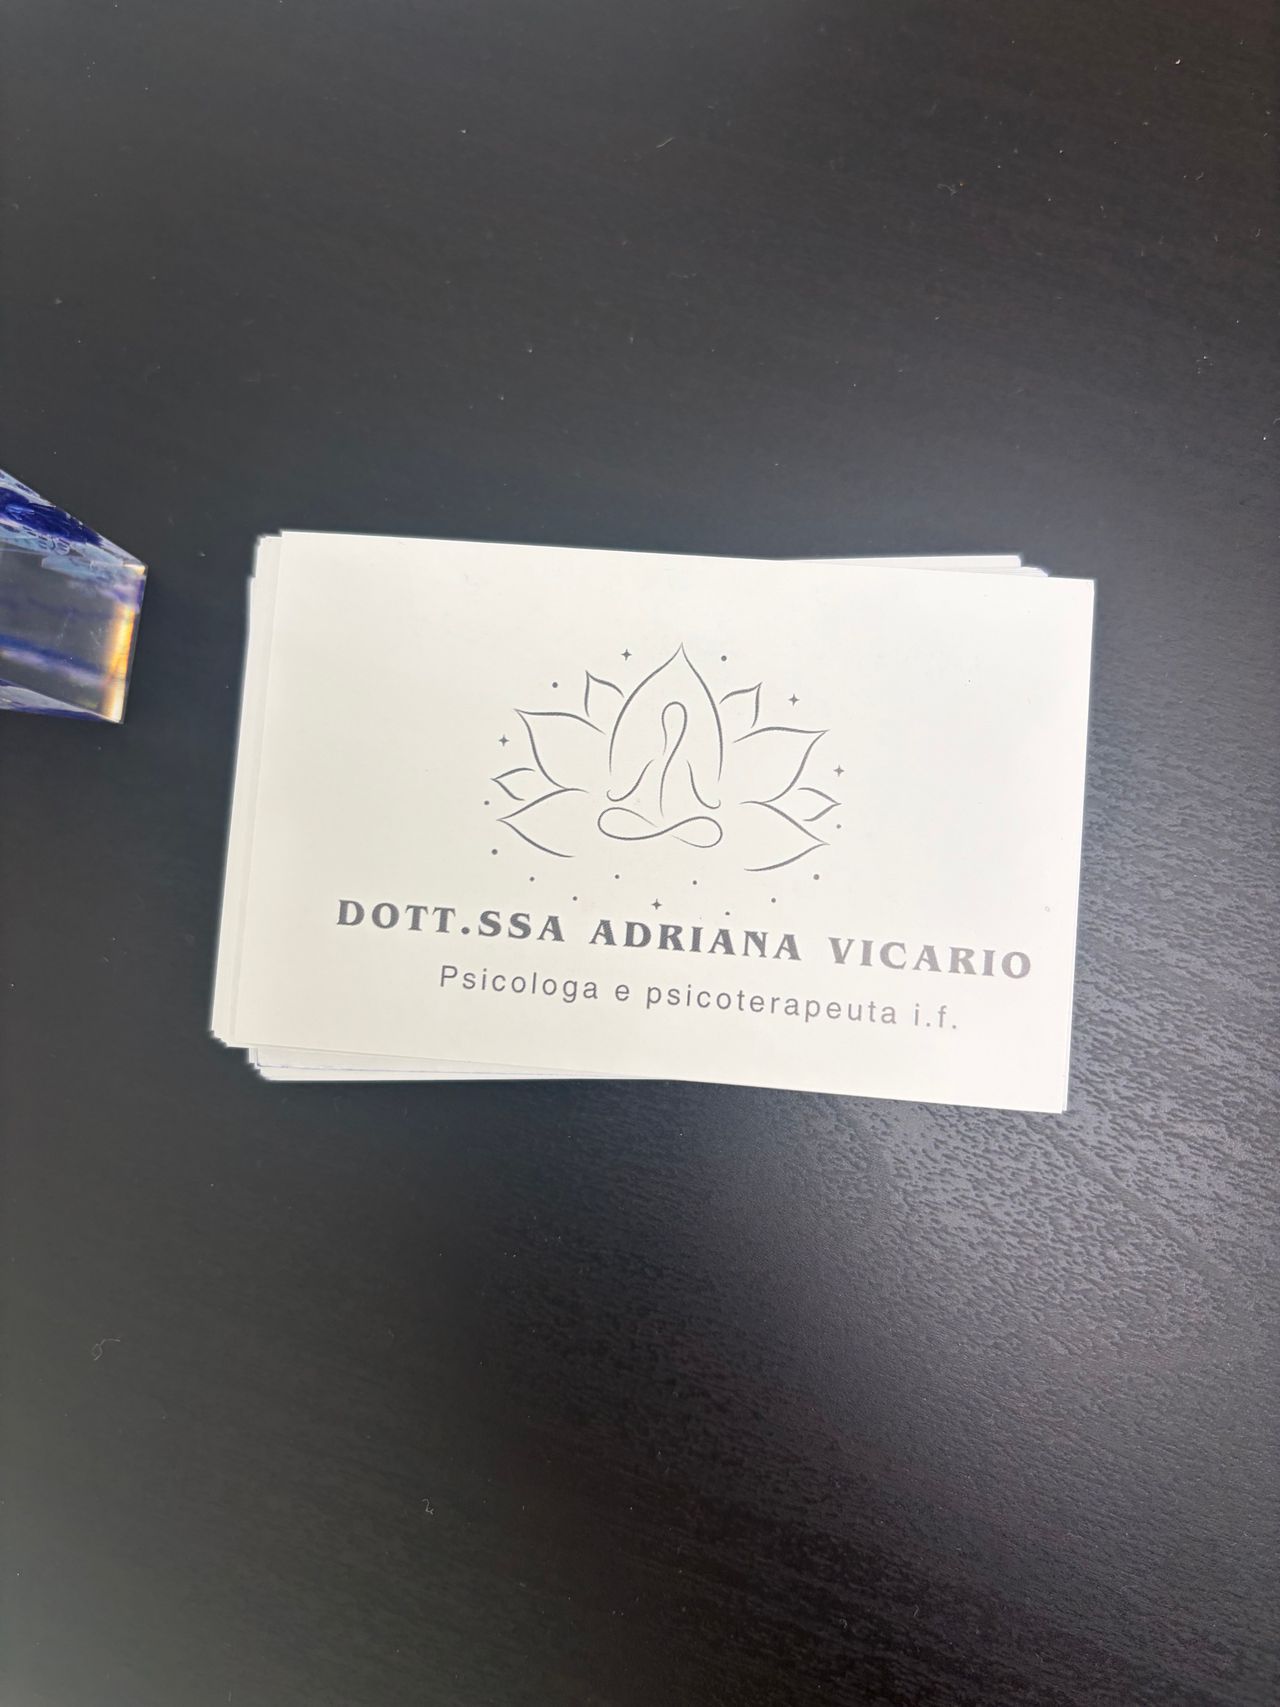 DOTT.SSA ADRIANA VICARIO
Psicologa e psicoterapeuta i.f.